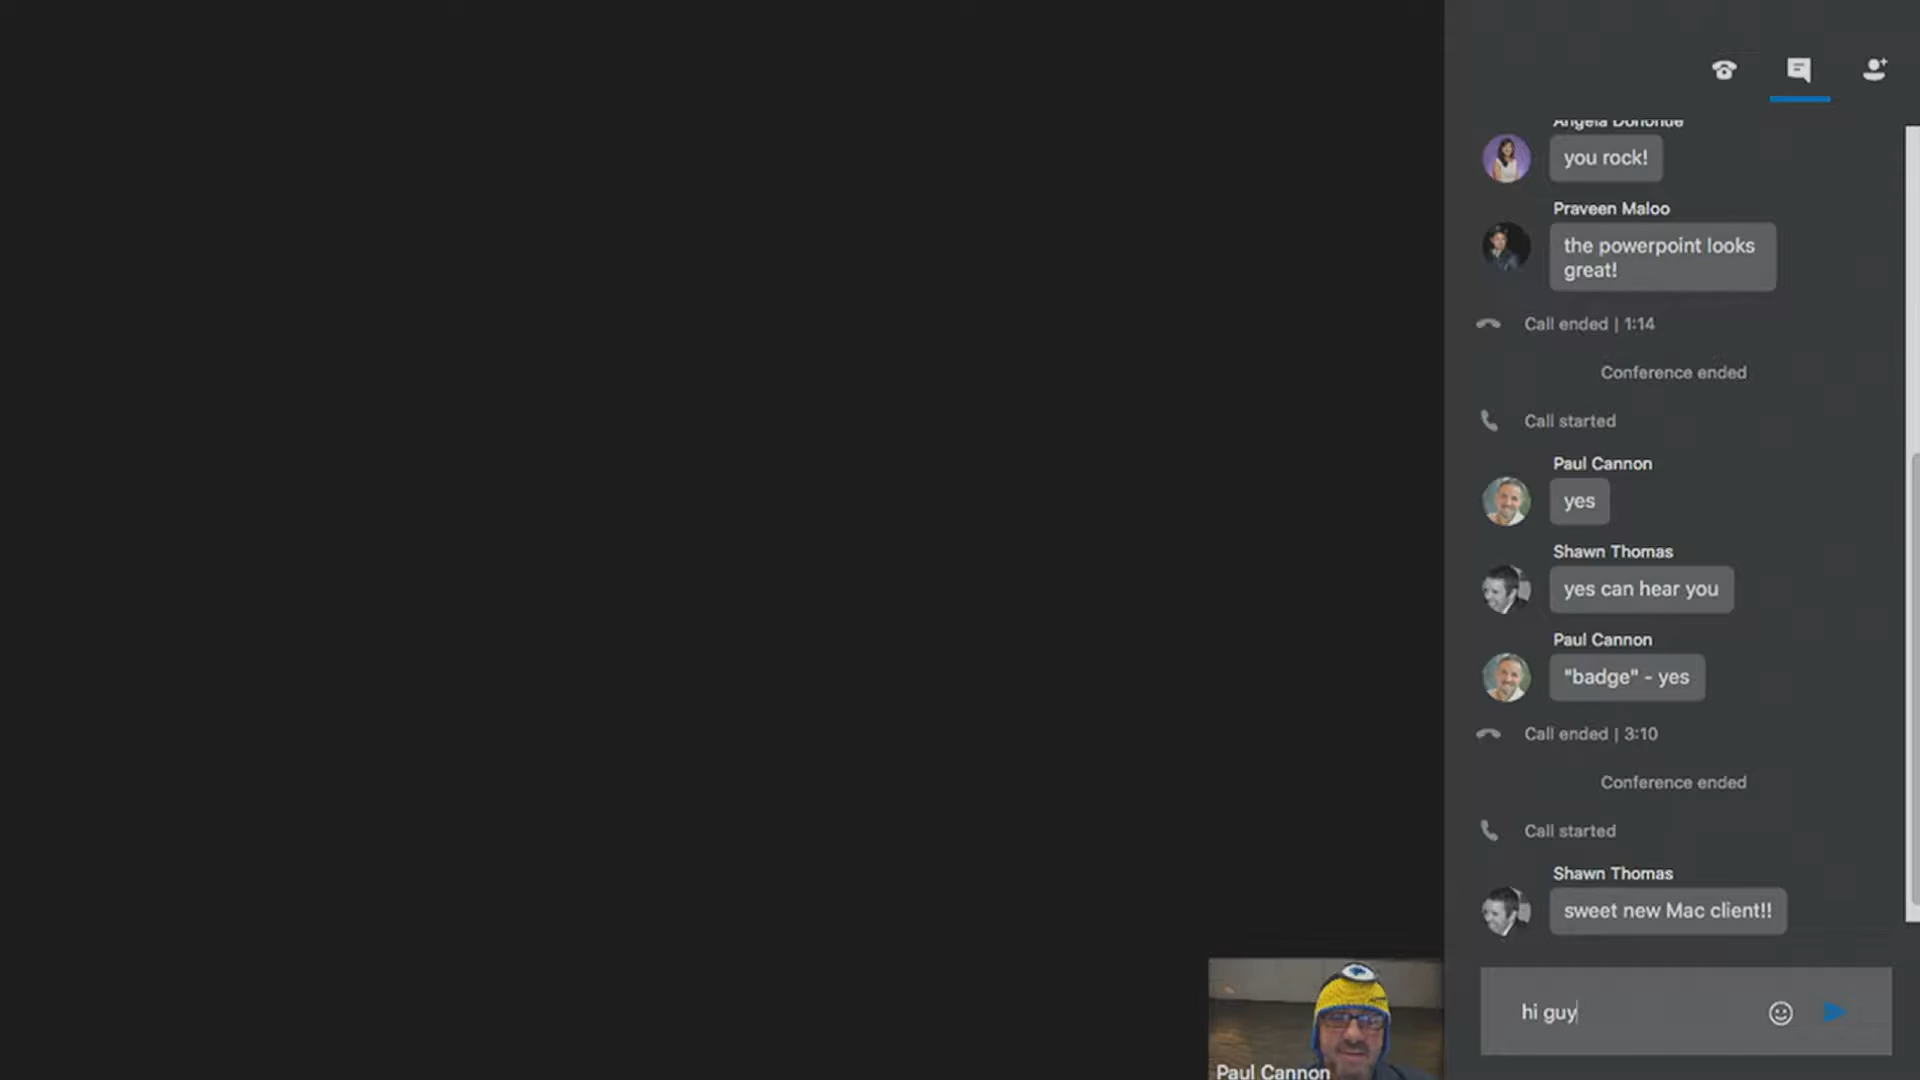 you rock!
Praveen Maloo
the powerpoint looks
great!
Call ended | 1:14
Conference ended
Call started
Paul Cannon
yes
Shawn Thomas
yes can hear you
Paul Cannon
"badge" - yes
Call ended | 3:10
Conference ended
Call started
Shawn Thomas
sweet new Mac client!!
hi guy
Paul Cannon